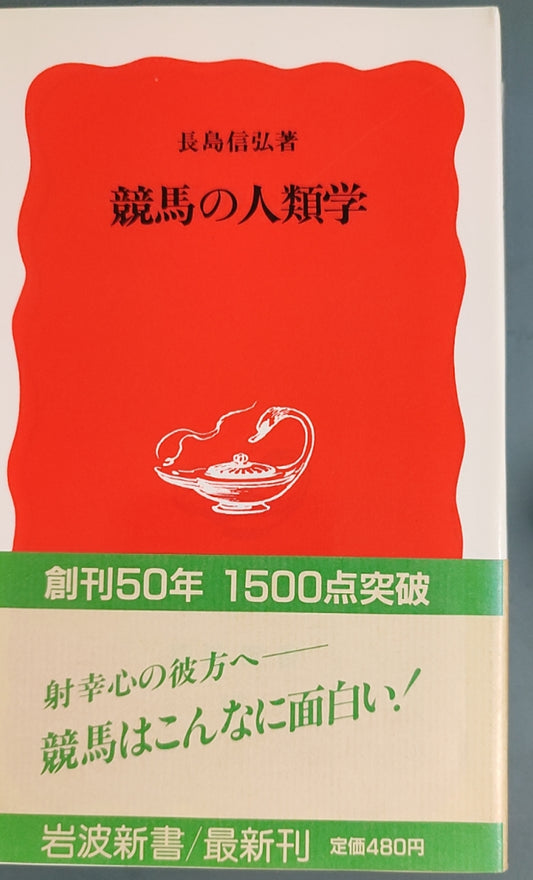 長島信弘著
競馬の人類学
創刊50年 1500点突破
射幸心の彼方へ――
競馬はこんなに面白い!
岩波新書/最新刊 定価480円